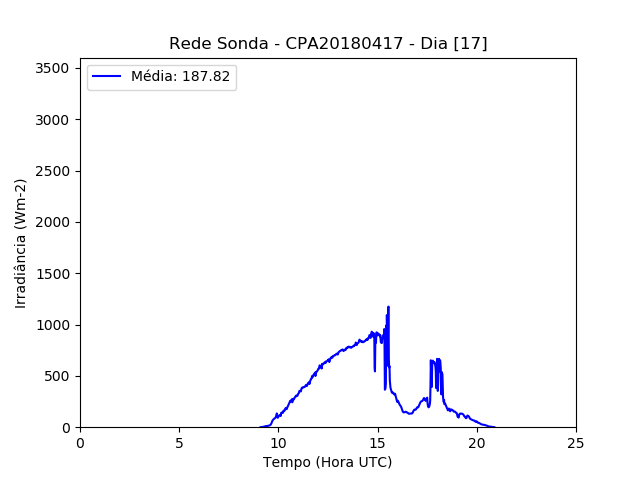 Rede Sonda - CPA20180417 - Dia [17]
Média: 187.82
Irradiância (Wm-2)
3500
3000
2500
2000
1500
1000
500
0
0 5 10 15 20 25
Tempo (Hora UTC)